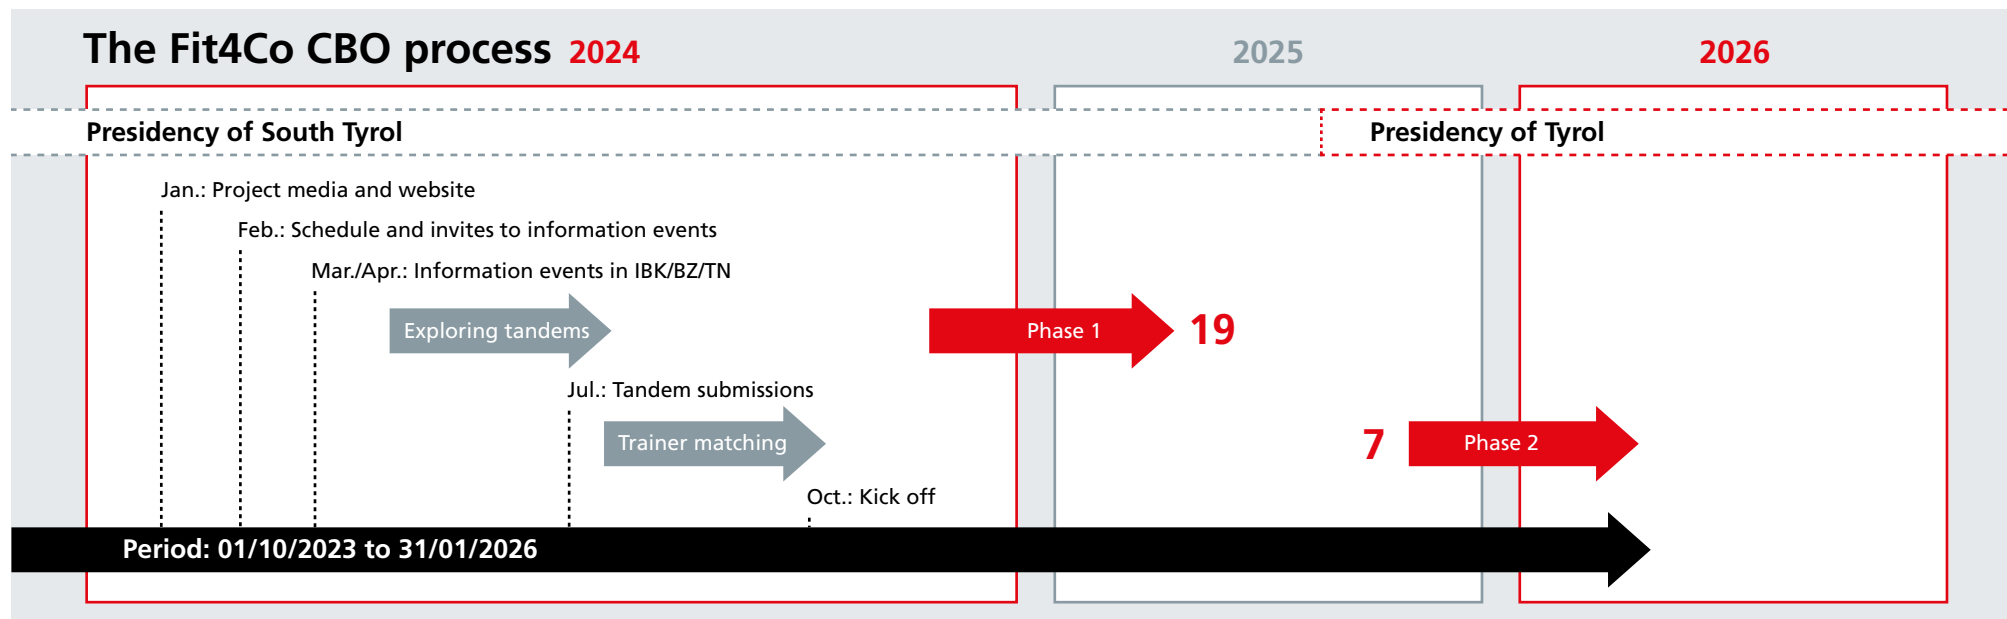 The Fit4Co CBO process 2024 2025 2026
Presidency of South Tyrol Presidency of Tyrol
Jan.: Project media and website
Feb.: Schedule and invites to information events
Mar./Apr.: Information events in IBK/BZ/TN
Exploring tandems Phase 1 19
Jul.: Tandem submissions
Trainer matching 7 Phase 2
Oct.: Kick off
Period: 01/10/2023 to 31/01/2026